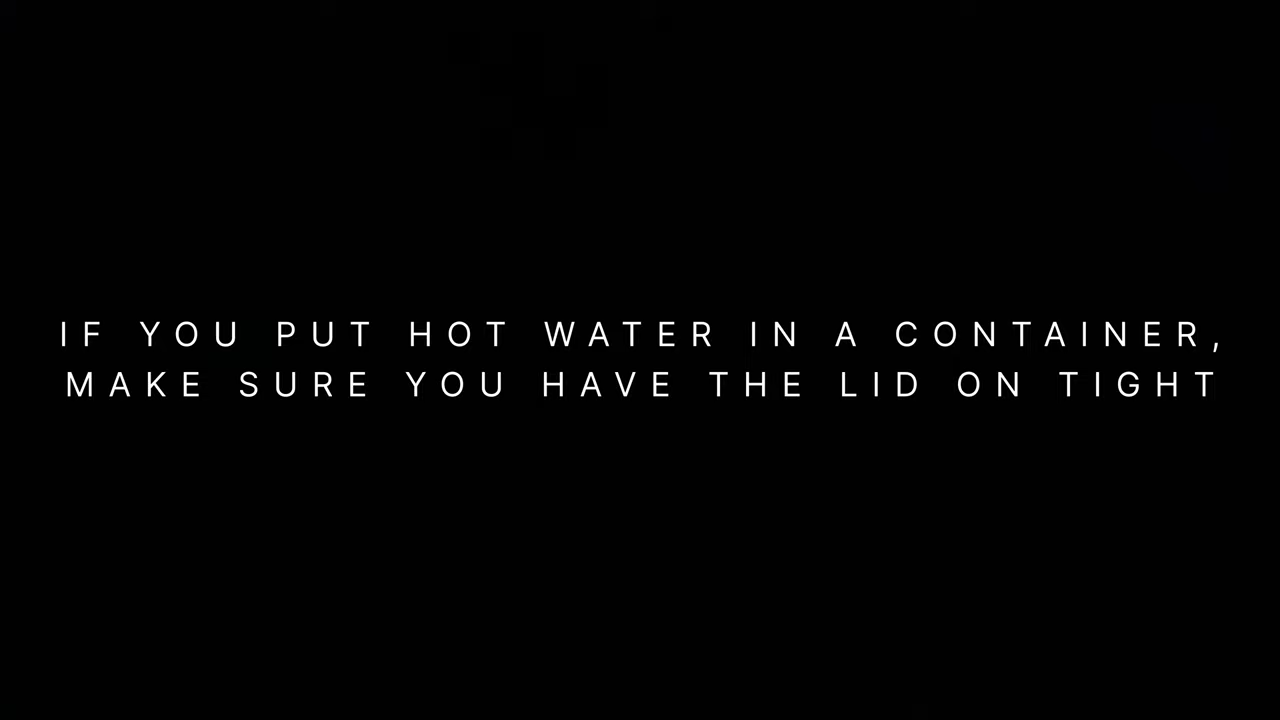 IF YOU PUT HOT WATER IN A CONTAINER,
MAKE SURE YOU HAVE THE LID ON TIGHT